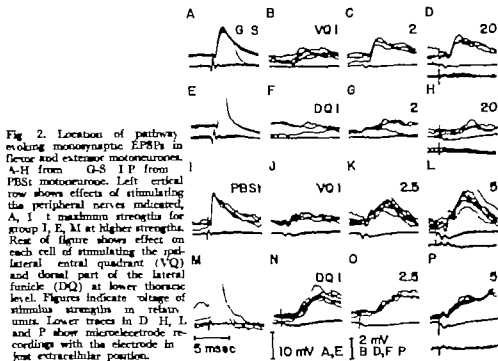 A
G S
B
VQ I
C
2
D
20
E
F
DQ I
G
2
H
20
Fig 2. Location of pathway
evoking monosynaptic EPSPs in
flexor and extensor motoneurones.
A-H from G-S I P from
PBSt motoneurone. Left ertical
row shows effects of stimulating
the peripheral nerves indicated,
A, I t maximum strengths for
group I, E, M at higher strengths.
Rest of figure shows effect on
each cell of stimulating the ipsi-
lateral entral quadrant (VQ)
and dorsal part of the lateral
funicle (DQ) at lower thoracic
level. Figures indicate voltage of
stimulus strengths in relatn
units. Lower traces in D H, L
and P show microelectrode re-
cordings with the electrode in
just extracellular position.
I
PBSt
J
VQ I
K
2.5
L
5
M
N
DQ I
O
2.5
P
5
5 msec
10 mV A,E
2 mV
B D,F P